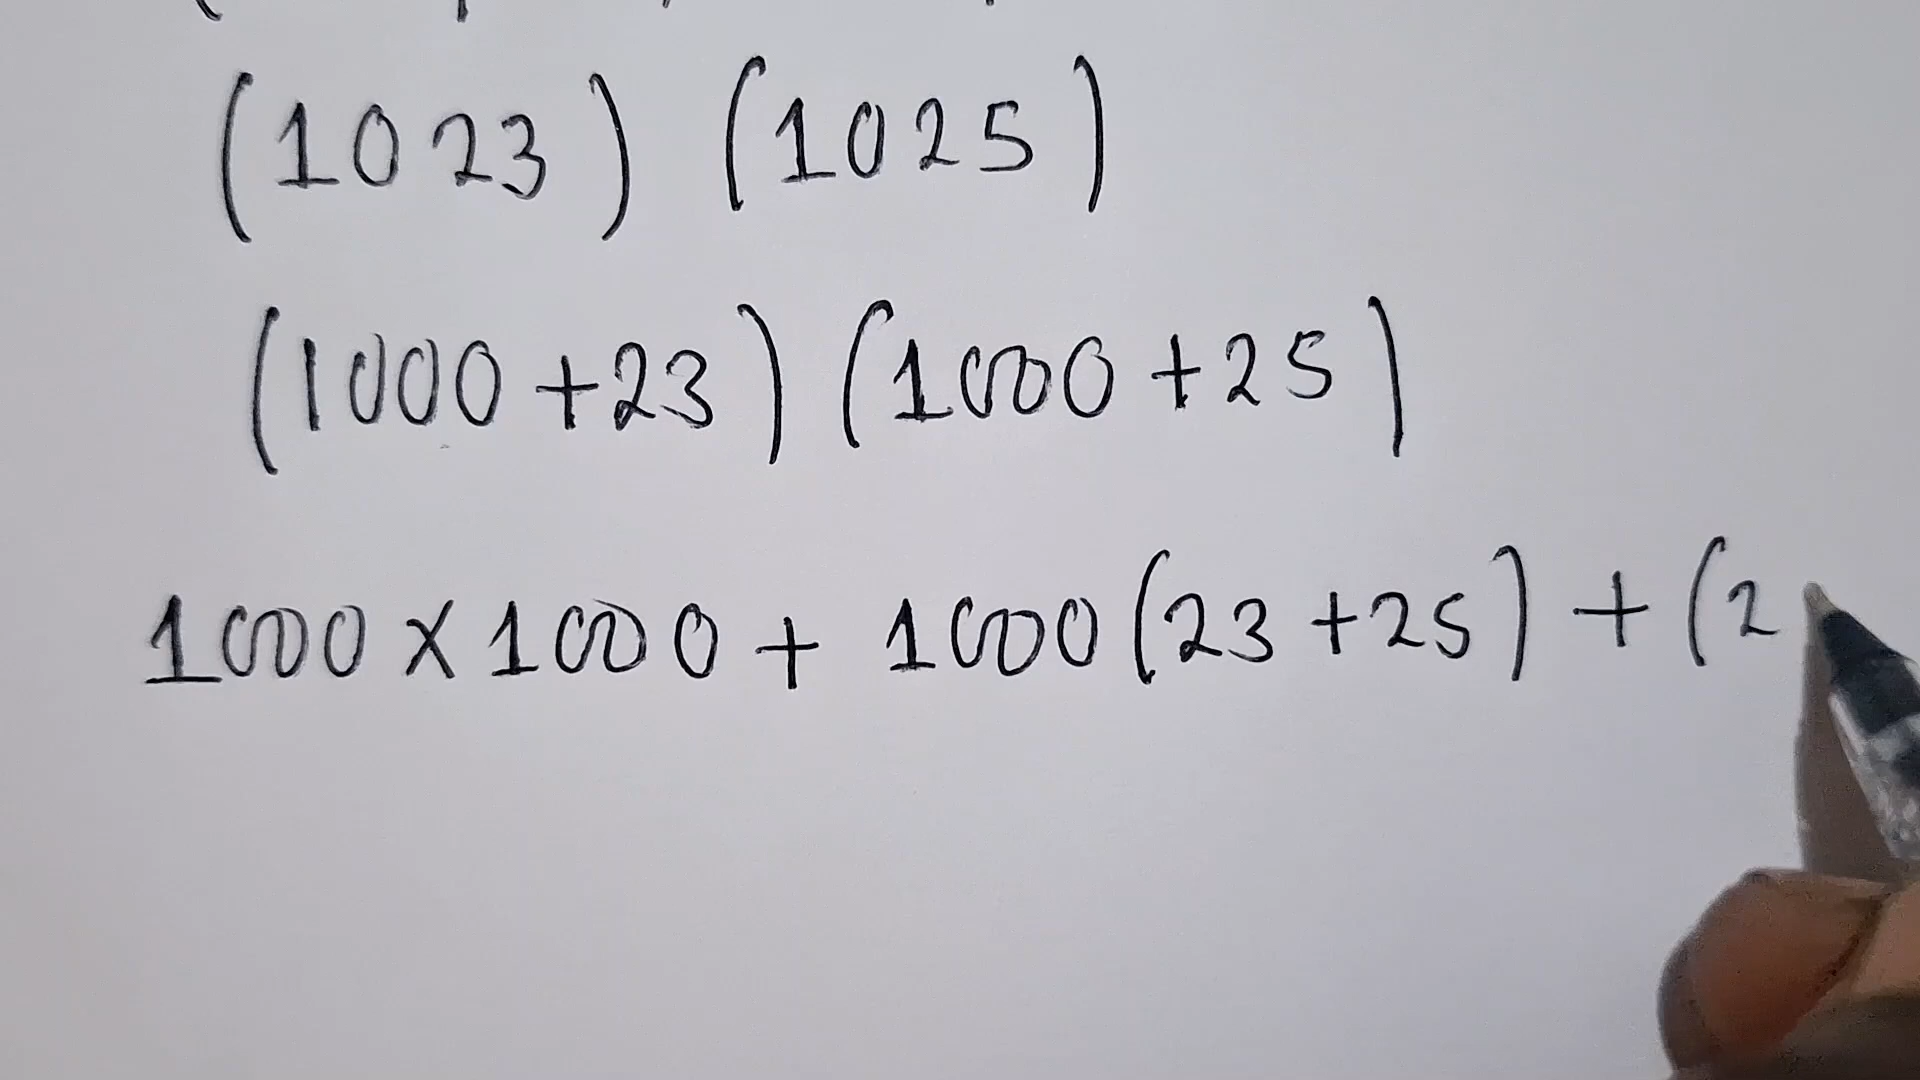 (1023) (1025)
(1000+23) (1000+25)
1000 × 1000 + 1000 (23 +25) + (2